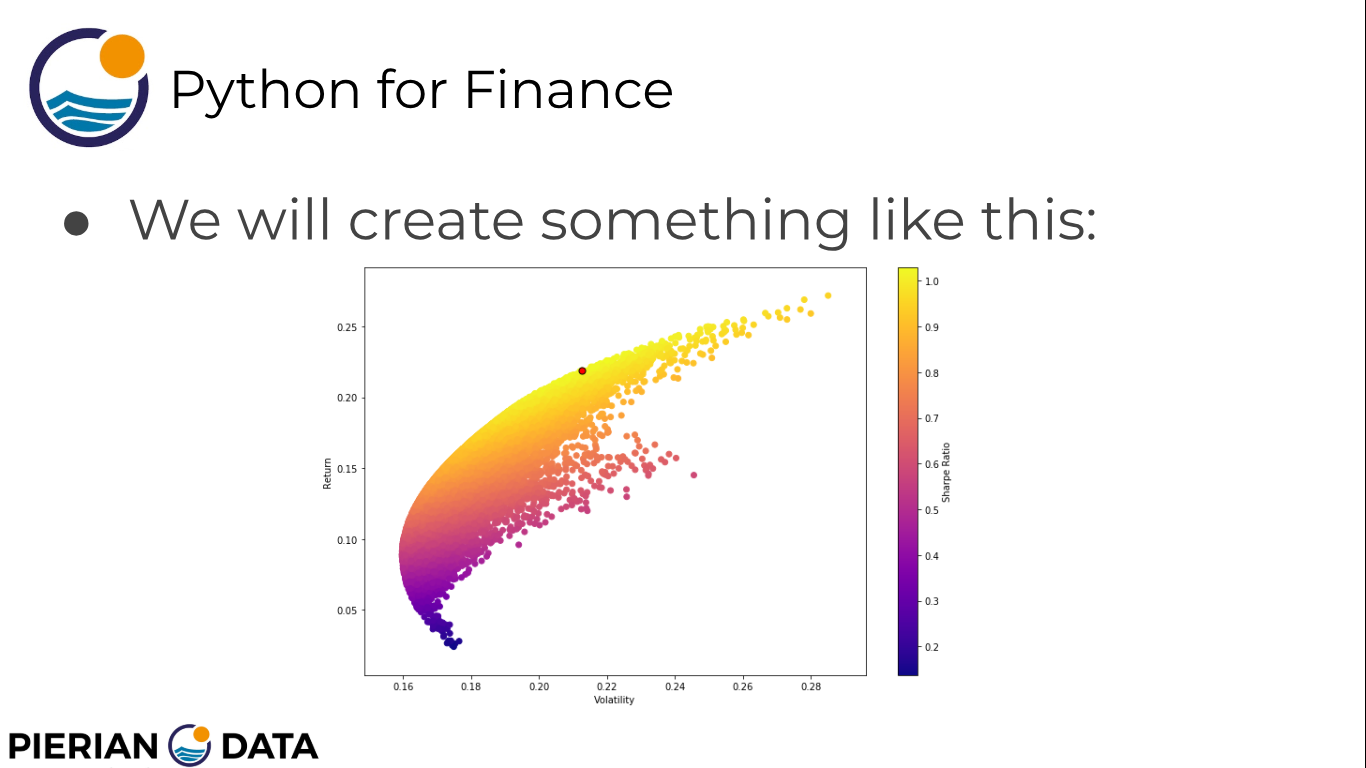 Python for Finance
● We will create something like this:
0.25
0.20
0.15
0.10
0.05
Return
0.16 0.18 0.20 0.22 0.24 0.26 0.28
Volatility
1.0
0.9
0.8
0.7
0.6
0.5
0.4
0.3
0.2
Sharpe Ratio
PIERIAN DATA